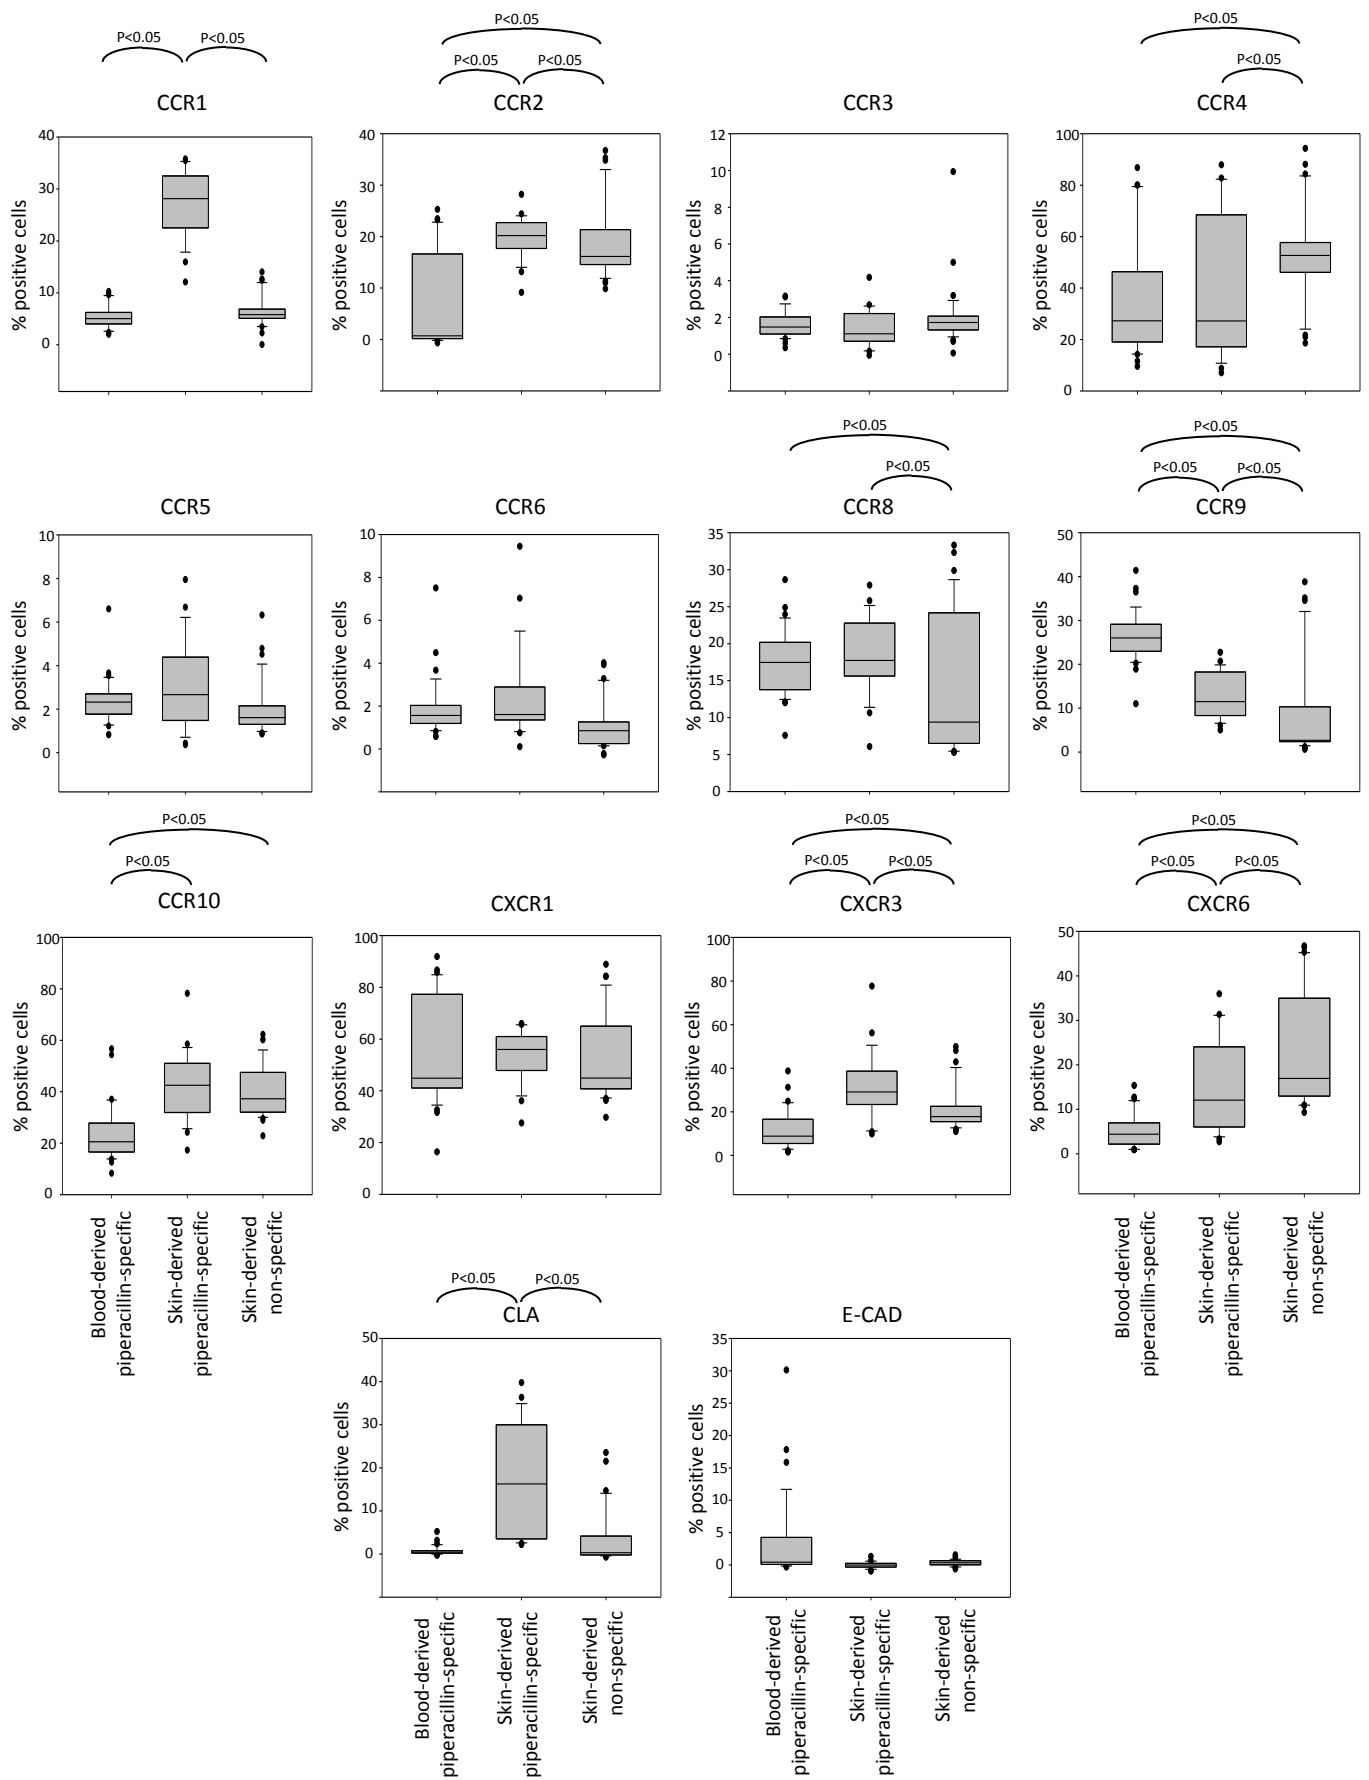 P<0.05 P<0.05
CCR1
% positive cells
40
30
20
10
0
P<0.05
P<0.05 P<0.05
CCR2
% positive cells
40
30
20
10
0
CCR3
% positive cells
12
10
8
6
4
2
0
P<0.05
P<0.05
CCR4
% positive cells
100
80
60
40
20
0
CCR5
% positive cells
10
8
6
4
2
0
CCR6
% positive cells
10
8
6
4
2
0
P<0.05
P<0.05
CCR8
% positive cells
35
30
25
20
15
10
5
0
P<0.05
P<0.05 P<0.05
CCR9
% positive cells
50
40
30
20
10
0
P<0.05
P<0.05
CCR10
% positive cells
100
80
60
40
20
0
Blood-derived
piperacillin-specific
Skin-derived
piperacillin-specific
Skin-derived
non-specific
CXCR1
% positive cells
100
80
60
40
20
0
P<0.05
P<0.05 P<0.05
CXCR3
% positive cells
100
80
60
40
20
0
P<0.05
P<0.05 P<0.05
CXCR6
% positive cells
50
40
30
20
10
0
Blood-derived
piperacillin-specific
Skin-derived
piperacillin-specific
Skin-derived
non-specific
P<0.05 P<0.05
CLA
% positive cells
50
40
30
20
10
0
Blood-derived
piperacillin-specific
Skin-derived
piperacillin-specific
Skin-derived
non-specific
E-CAD
% positive cells
35
30
25
20
15
10
5
0
Blood-derived
piperacillin-specific
Skin-derived
piperacillin-specific
Skin-derived
non-specific